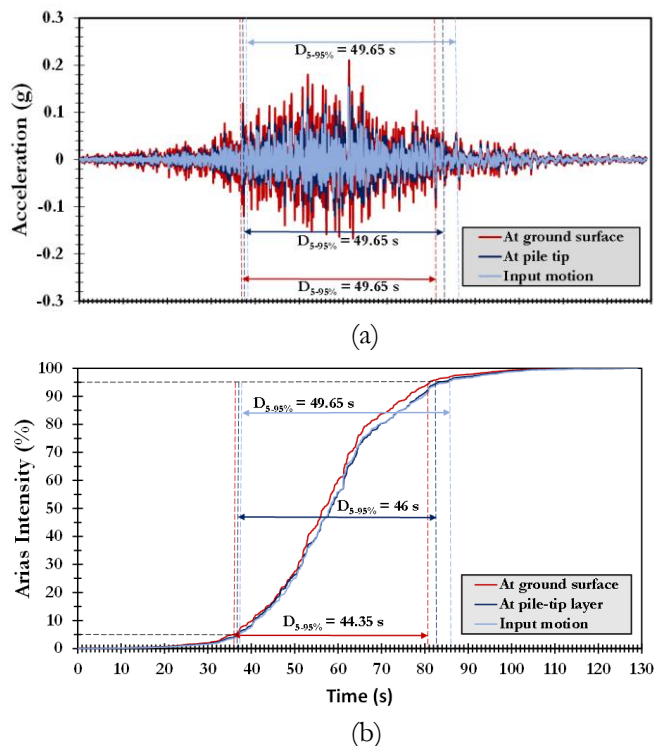 0.3
0.2
0.1
0
-0.1
-0.2
-0.3
Acceleration (g)
D5-95% = 49.65 s
D5-95% = 49.65 s
D5-95% = 49.65 s
At ground surface
At pile tip
Input motion
(a)
100
90
80
70
60
50
40
30
20
10
0
Arias Intensity (%)
D5-95% = 49.65 s
D5-95% = 46 s
D5-95% = 44.35 s
At ground surface
At pile-tip layer
Input motion
0 10 20 30 40 50 60 70 80 90 100 110 120 130
Time (s)
(b)